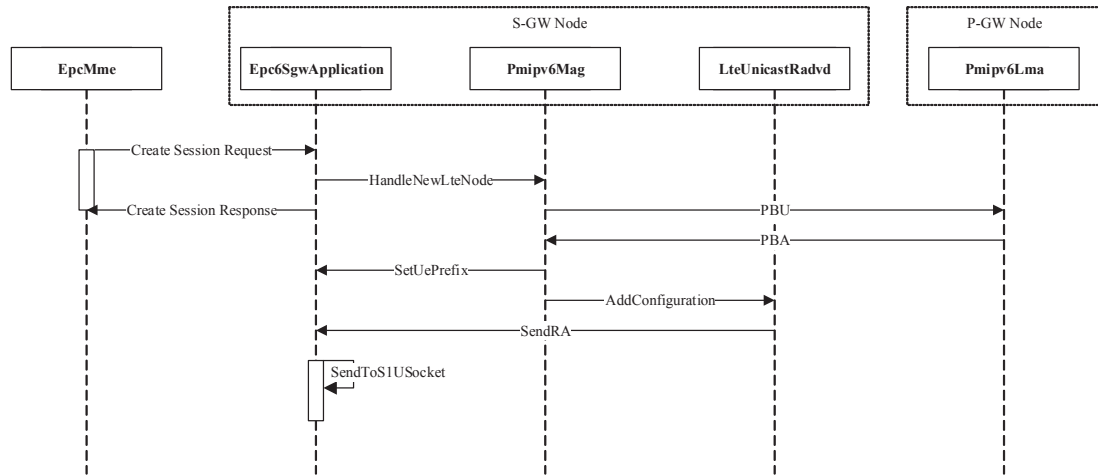 S-GW Node
P-GW Node
EpcMme
Epc6SgwApplication
Pmipv6Mag
LteUnicastRadvd
Pmipv6Lma
Create Session Request
HandleNewLteNode
Create Session Response
PBU
PBA
SetUePrefix
AddConfiguration
SendRA
SendToS1USocket